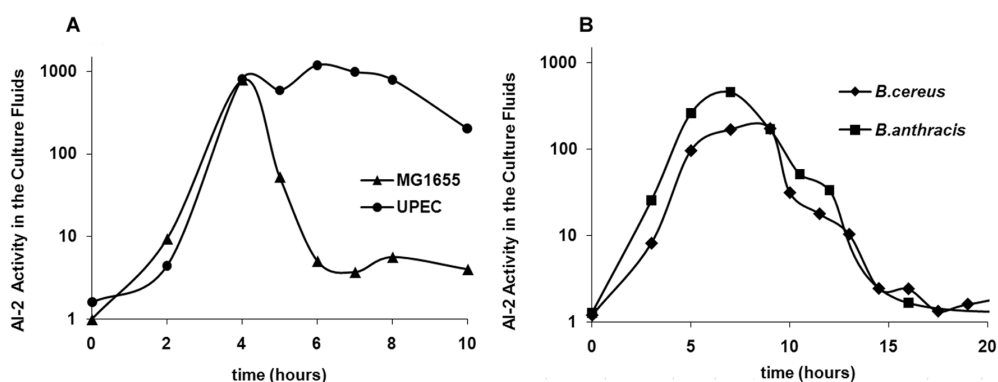 A
AI-2 Activity in the Culture Fluids
1000
100
10
1
0
2
4
6
8
10
time (hours)
MG1655
UPEC
B
AI-2 Activity in the Culture Fluids
1000
100
10
1
0
5
10
15
20
time (hours)
B.cereus
B.anthracis